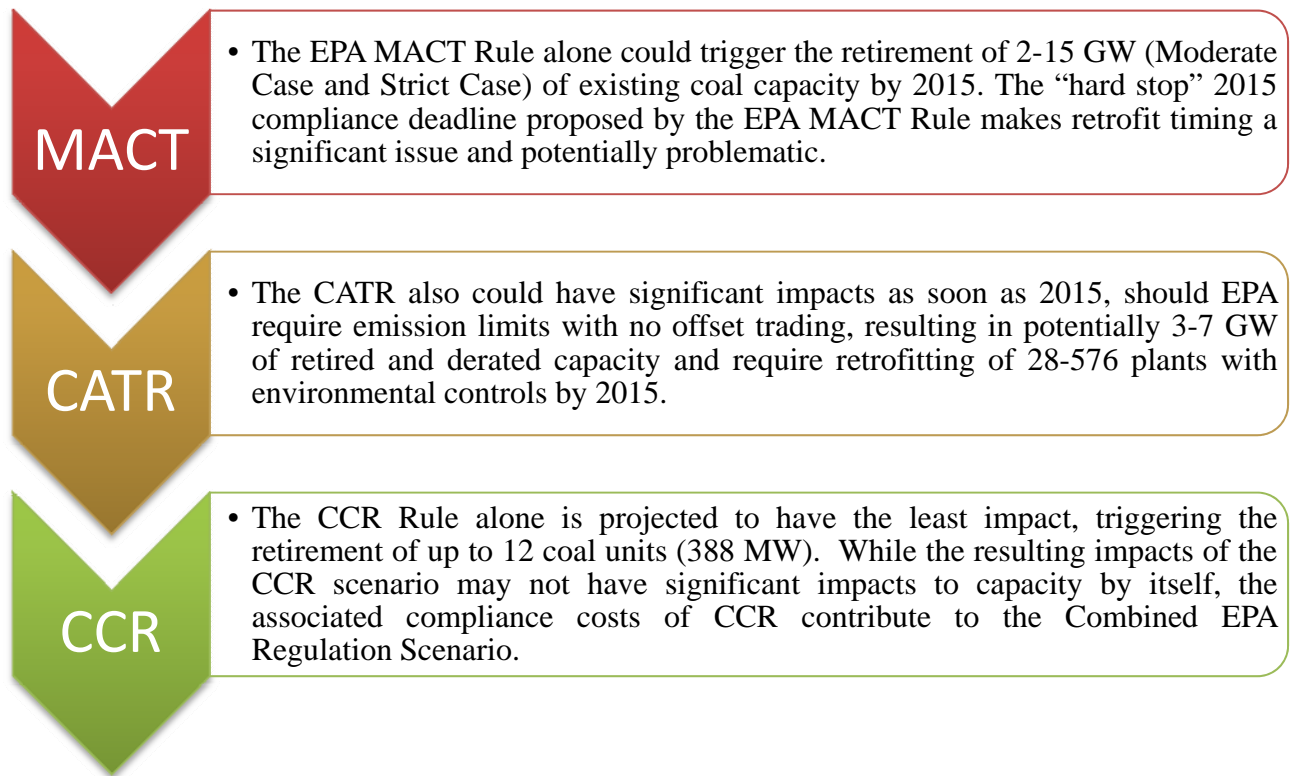 MACT
• The EPA MACT Rule alone could trigger the retirement of 2-15 GW (Moderate
Case and Strict Case) of existing coal capacity by 2015. The “hard stop” 2015
compliance deadline proposed by the EPA MACT Rule makes retrofit timing a
significant issue and potentially problematic.
CATR
• The CATR also could have significant impacts as soon as 2015, should EPA
require emission limits with no offset trading, resulting in potentially 3-7 GW
of retired and derated capacity and require retrofitting of 28-576 plants with
environmental controls by 2015.
CCR
• The CCR Rule alone is projected to have the least impact, triggering the
retirement of up to 12 coal units (388 MW). While the resulting impacts of the
CCR scenario may not have significant impacts to capacity by itself, the
associated compliance costs of CCR contribute to the Combined EPA
Regulation Scenario.